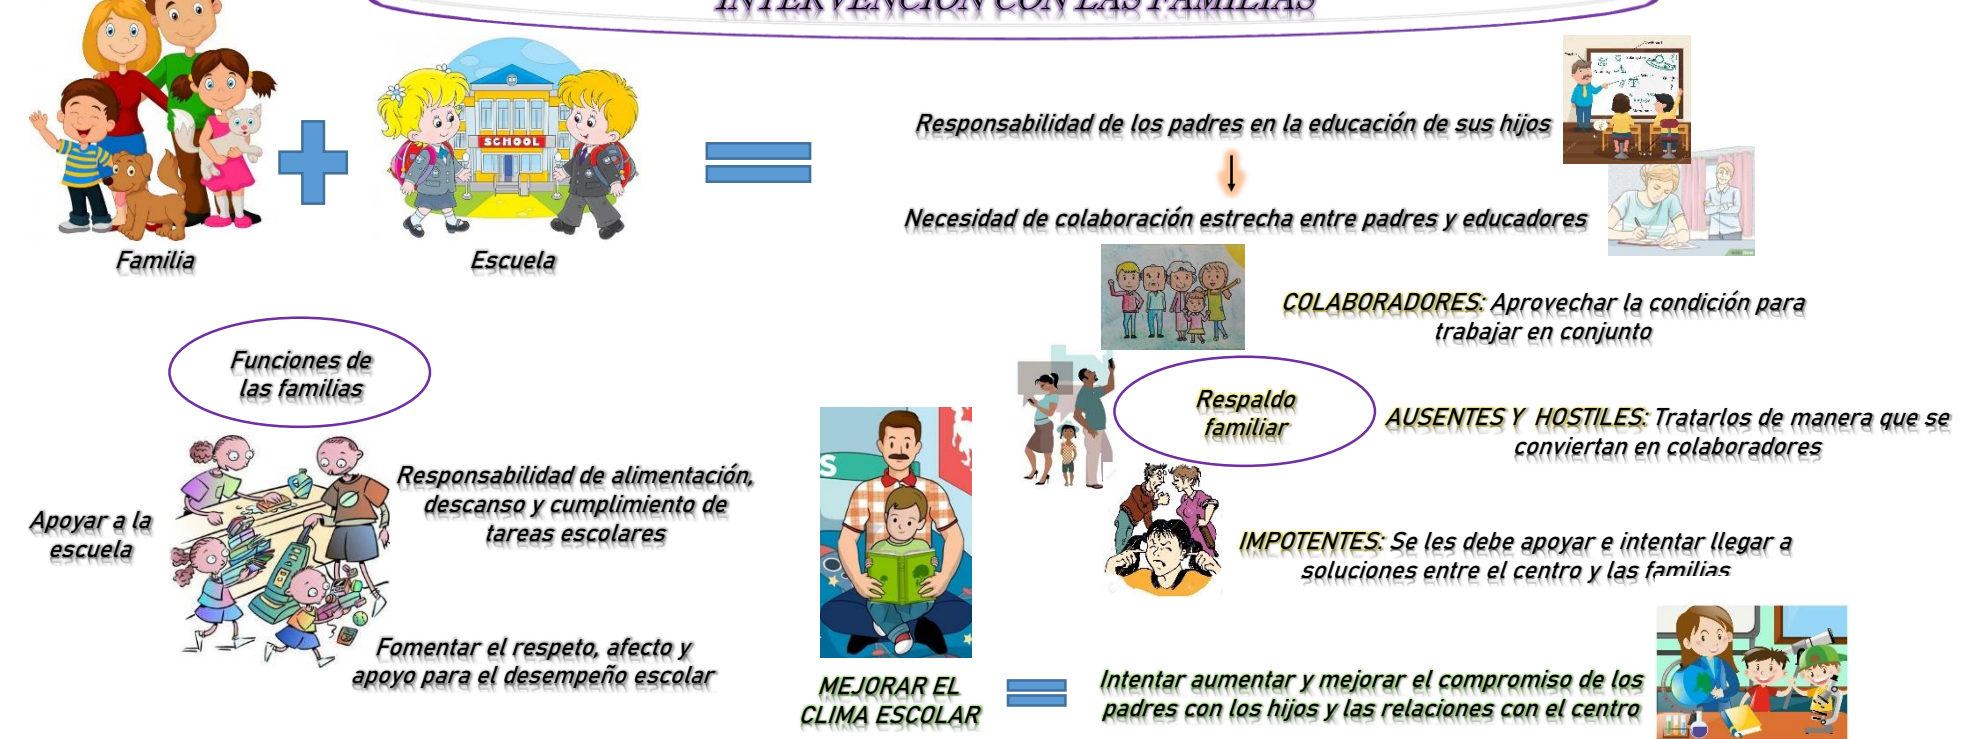 INTERVENCIÓN CON LAS FAMILIAS
SCHOOL
Familia
Escuela
Responsabilidad de los padres en la educación de sus hijos
Necesidad de colaboración estrecha entre padres y educadores
Funciones de
las familias
Apoyar a la
escuela
Responsabilidad de alimentación,
descanso y cumplimiento de
tareas escolares
Fomentar el respeto, afecto y
apoyo para el desempeño escolar
Respaldo
familiar
COLABORADORES: Aprovechar la condición para
trabajar en conjunto
AUSENTES Y HOSTILES: Tratarlos de manera que se
conviertan en colaboradores
IMPOTENTES: Se les debe apoyar e intentar llegar a
soluciones entre el centro y las familias
S
MEJORAR EL
CLIMA ESCOLAR
Intentar aumentar y mejorar el compromiso de los
padres con los hijos y las relaciones con el centro